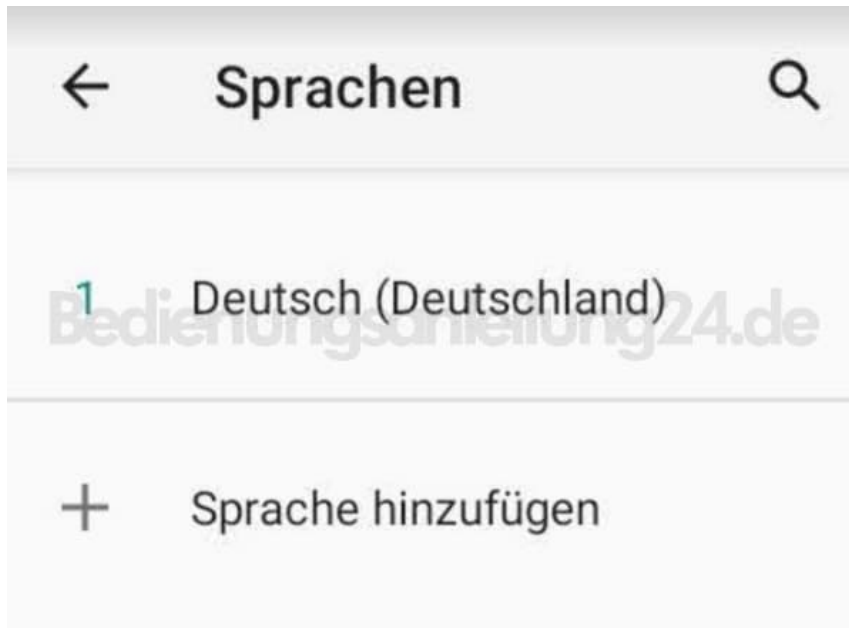 Sprachen
1 Deutsch (Deutschland)
Bedienungsanleitung24.de
Sprache hinzufügen